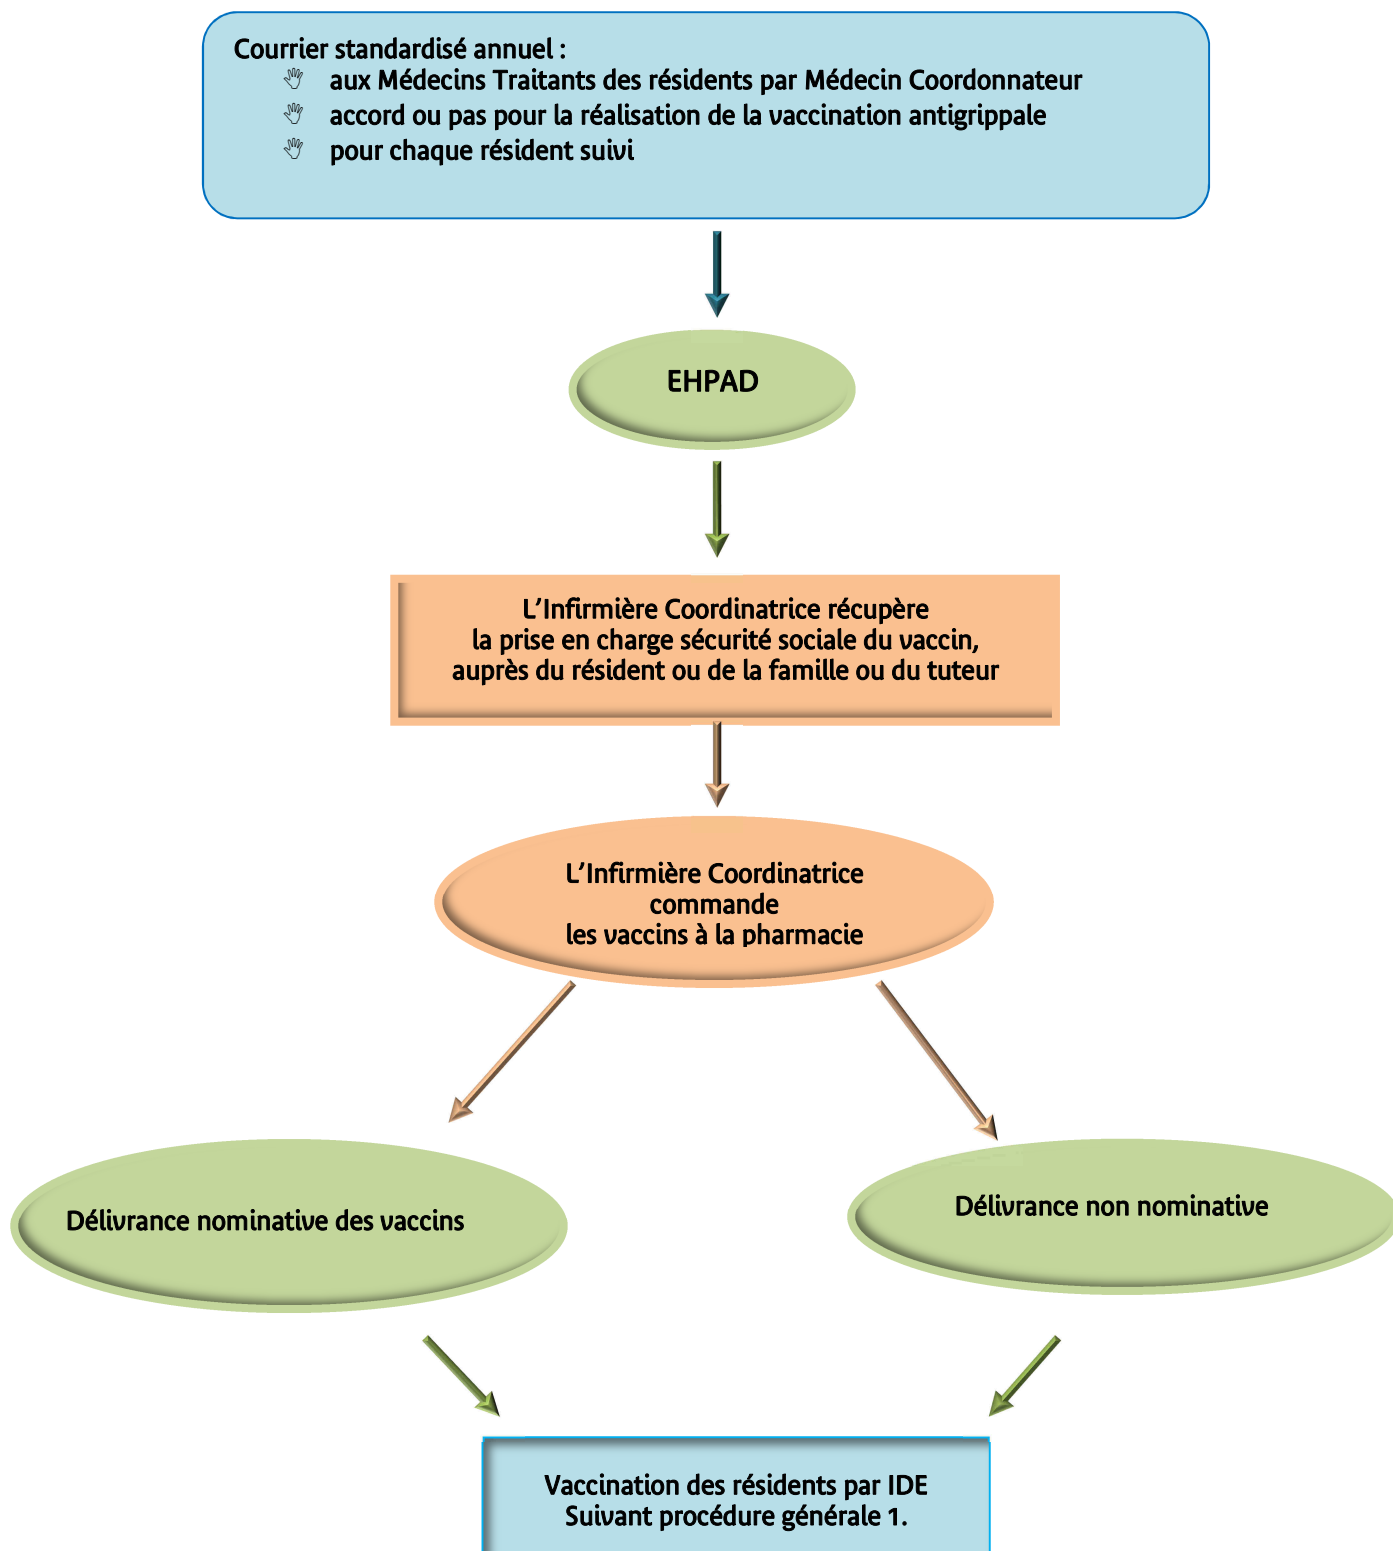 Courrier standardisé annuel :
aux Médecins Traitants des résidents par Médecin Coordonnateur
accord ou pas pour la réalisation de la vaccination antigrippale
pour chaque résident suivi
EHPAD
L'Infirmière Coordinatrice récupère
la prise en charge sécurité sociale du vaccin,
auprès du résident ou de la famille ou du tuteur
L'Infirmière Coordinatrice
commande
les vaccins à la pharmacie
Délivrance nominative des vaccins
Délivrance non nominative
Vaccination des résidents par IDE
Suivant procédure générale 1.